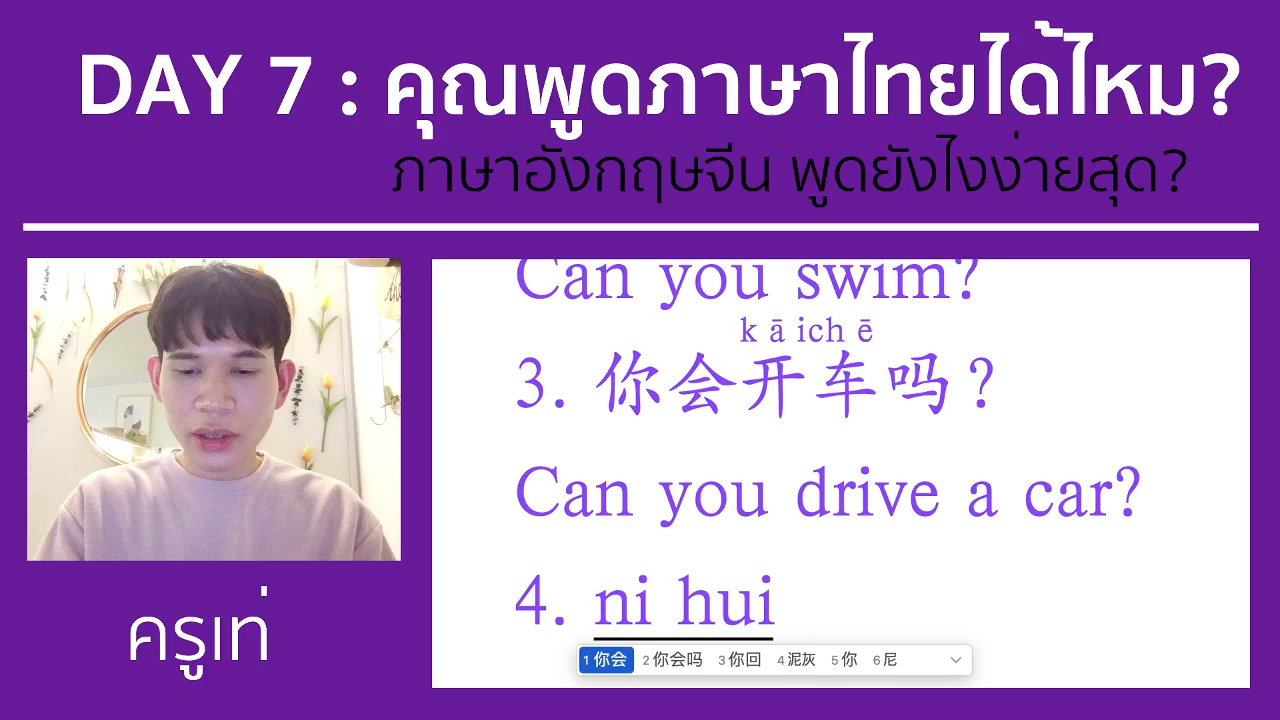 DAY 7 : คุณพูดภาษาไทยได้ไหม?
ภาษาอังกฤษจีน พูดยังไงง่ายสุด?
Can you swim?
k ā ich ē
3. 你会开车吗？
Can you drive a car?
4. ni hui
1 你会 2 你会吗 3 你回 4 泥灰 5 你 6 尼
ครูเท่